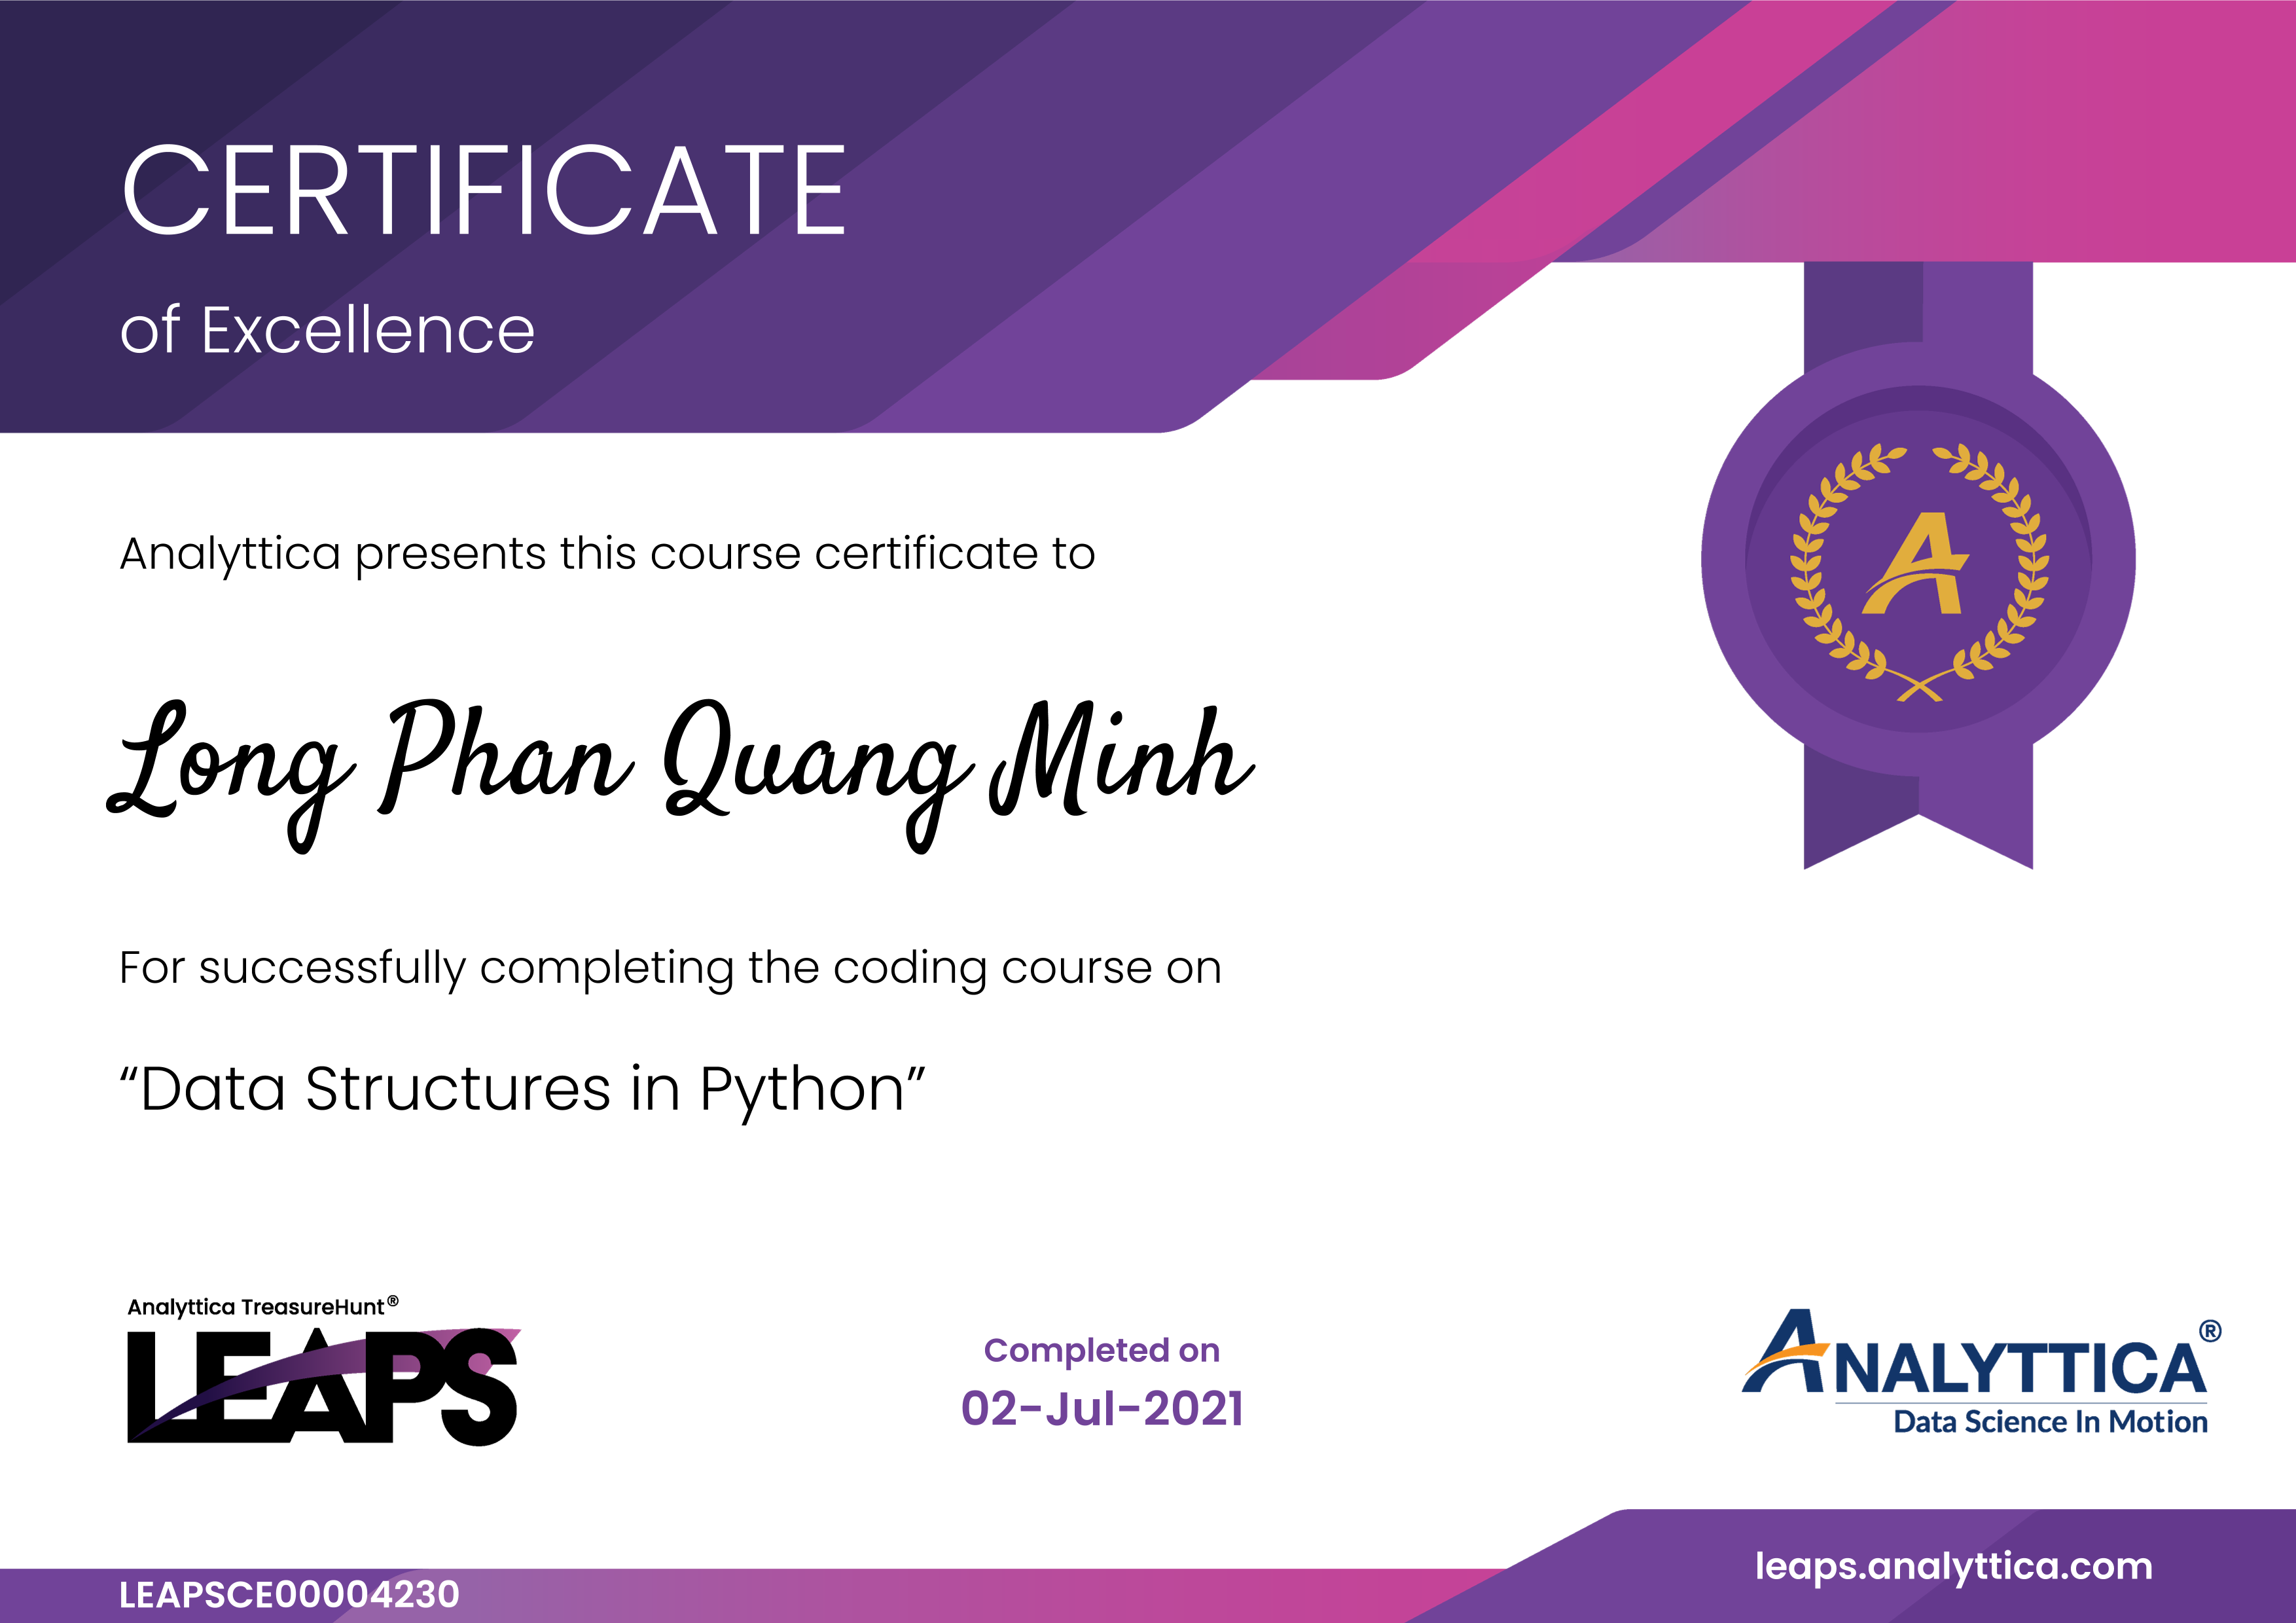 CERTIFICATE
of Excellence
Analyttica presents this course certificate to
Long Phan Quang Minh
For successfully completing the coding course on
“Data Structures in Python”
Analyttica TreasureHunt®
LEAPS
Completed on
02-Jul-2021
ANALYTTICA®
Data Science In Motion
leaps.analyttica.com
LEAPSCE00004230